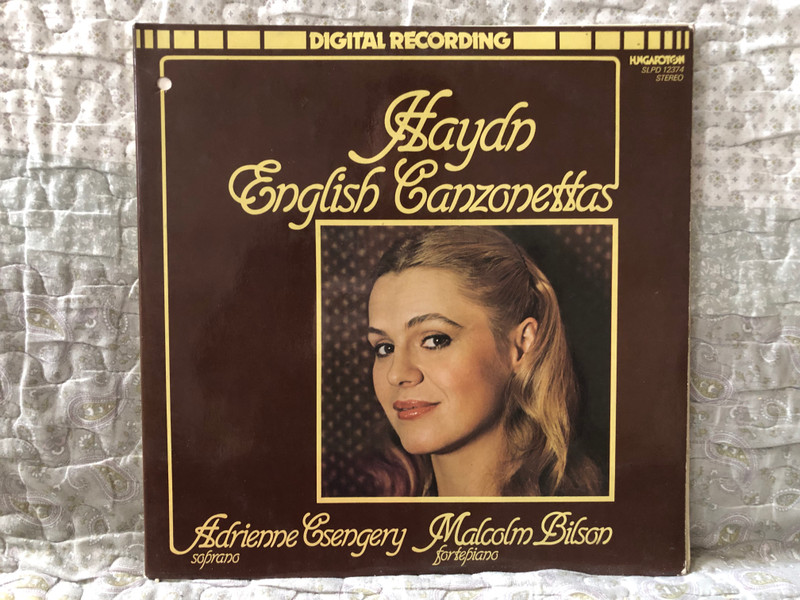 DIGITAL RECORDING
HUNGAROTON
SLPD 12374
STEREO
Haydn
English Canzonettas
Adrienne Csengery Malcolm Bilson
soprano fortepiano